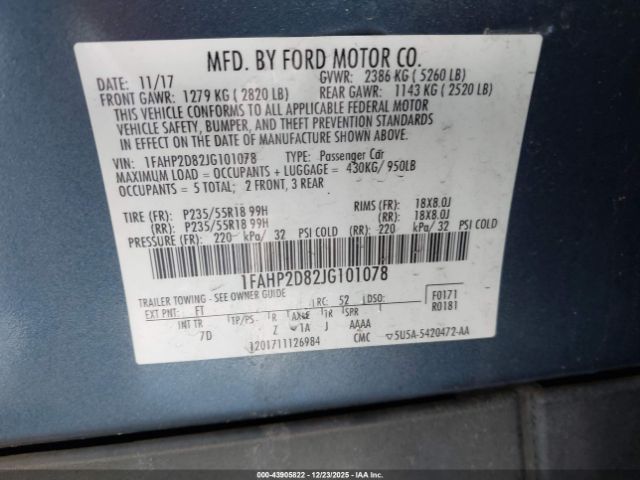 MFD. BY FORD MOTOR CO.
DATE: 11/17 GVWR: 2386 KG ( 5260 LB)
FRONT GAWR: 1279 KG ( 2820 LB) REAR GAWR: 1143 KG ( 2520 LB)
THIS VEHICLE CONFORMS TO ALL APPLICABLE FEDERAL MOTOR
VEHICLE SAFETY, BUMPER, AND THEFT PREVENTION STANDARDS
IN EFFECT ON THE DATE OF MANUFACTURE SHOWN ABOVE.
VIN: 1FAHP2D82JG101078 TYPE: Passenger Car
MAXIMUM LOAD = OCCUPANTS + LUGGAGE = 430KG/ 950LB
OCCUPANTS = 5 TOTAL; 2 FRONT, 3 REAR
TIRE (FR): P235/55R18 99H RIMS (FR): 18X8.0J
(RR): P235/55R18 99H (RR): 18X8.0J
PRESSURE (FR): 220 kPa/ 32 PSI COLD (RR): 220 kPa/ 32 PSI COLD
1FAHP2D82JG101078
TRAILER TOWING - SEE OWNER GUIDE
EXT PNT: FT RC: 52 DSO: F0171
INT TR TP/PS R AXLE TR SPR R0181
7D Z 1A J AAAA
1201711126984 CMC 5U5A-5420472-AA
IAA
000-43905822 | 12/23/2025 | IAAI.COM